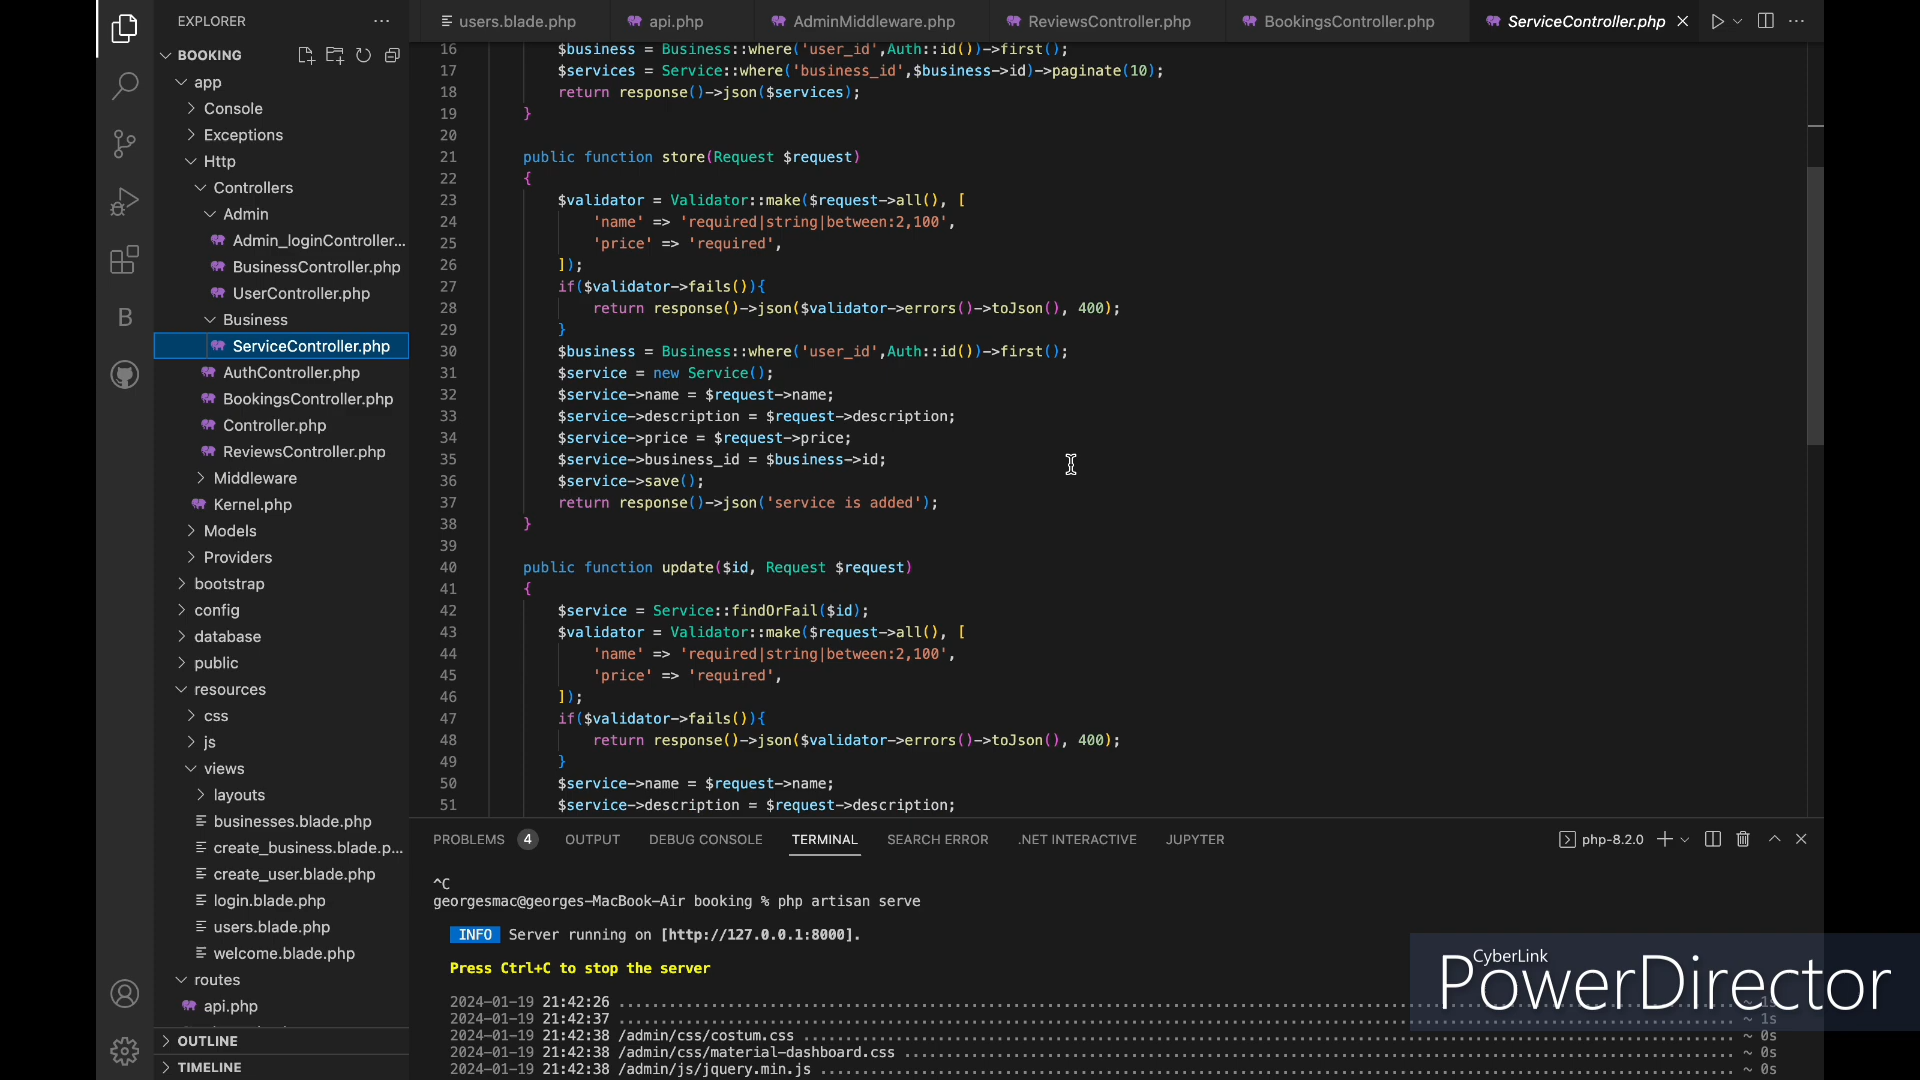 EXPLORER
BOOKING
app
Console
Exceptions
Http
Controllers
Admin
Admin_loginController...
BusinessController.php
UserController.php
Business
ServiceController.php
AuthController.php
BookingsController.php
Controller.php
ReviewsController.php
Middleware
Kernel.php
Models
Providers
bootstrap
config
database
public
resources
css
js
views
layouts
businesses.blade.php
create_business.blade.p...
create_user.blade.php
login.blade.php
users.blade.php
welcome.blade.php
routes
api.php
OUTLINE
TIMELINE
users.blade.php api.php AdminMiddleware.php ReviewsController.php BookingsController.php ServiceController.php
16 $business = Business::where('user_id',Auth::id())->first();
17 $services = Service::where('business_id',$business->id)->paginate(10);
18 return response()->json($services);
19 }
20
21 public function store(Request $request)
22 {
23 $validator = Validator::make($request->all(), [
24 'name' => 'required|string|between:2,100',
25 'price' => 'required',
26 ]);
27 if($validator->fails()){
28 return response()->json($validator->errors()->toJson(), 400);
29 }
30 $business = Business::where('user_id',Auth::id())->first();
31 $service = new Service();
32 $service->name = $request->name;
33 $service->description = $request->description;
34 $service->price = $request->price;
35 $service->business_id = $business->id;
36 $service->save();
37 return response()->json('service is added');
38 }
39
40 public function update($id, Request $request)
41 {
42 $service = Service::findOrFail($id);
43 $validator = Validator::make($request->all(), [
44 'name' => 'required|string|between:2,100',
45 'price' => 'required',
46 ]);
47 if($validator->fails()){
48 return response()->json($validator->errors()->toJson(), 400);
49 }
50 $service->name = $request->name;
51 $service->description = $request->description;
PROBLEMS 4 OUTPUT DEBUG CONSOLE TERMINAL SEARCH ERROR .NET INTERACTIVE JUPYTER php-8.2.0
^C
georgesmac@georges-MacBook-Air booking % php artisan serve
INFO Server running on [http://127.0.0.1:8000].
Press Ctrl+C to stop the server
2024-01-19 21:42:26 ........ ~ 1s
2024-01-19 21:42:37 ........ ~ 1s
2024-01-19 21:42:38 /admin/css/costum.css ........ ~ 0s
2024-01-19 21:42:38 /admin/css/material-dashboard.css ........ ~ 0s
2024-01-19 21:42:38 /admin/js/jquery.min.js ........ ~ 0s
CyberLink
PowerDirector